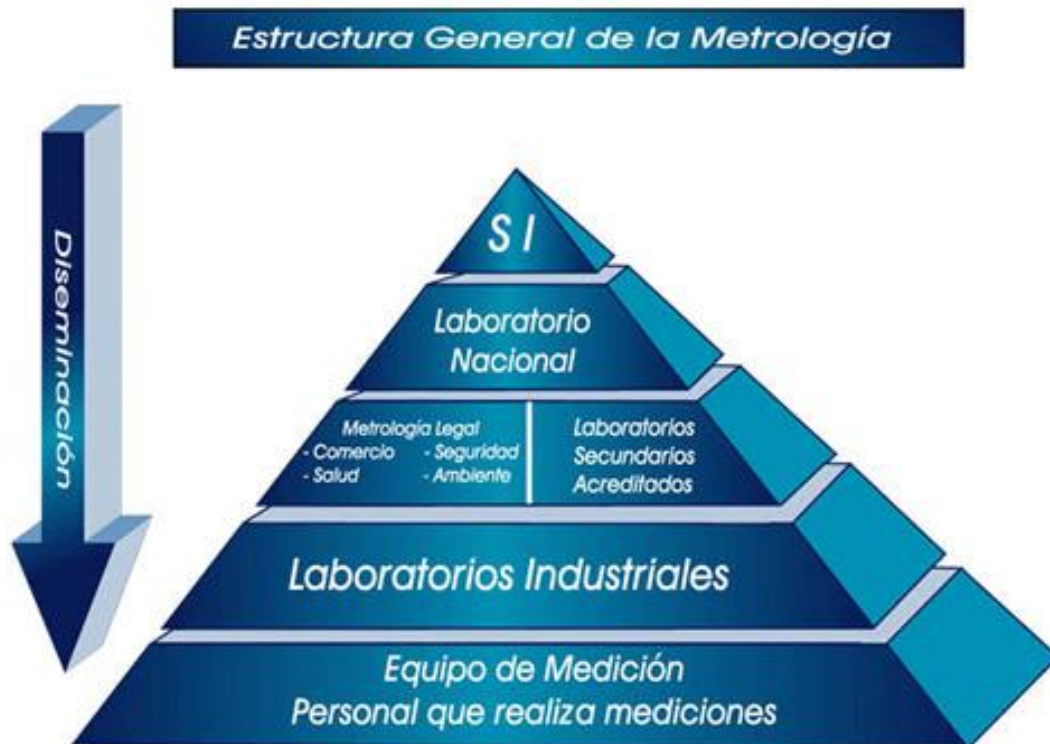 Estructura General de la Metrología
Diseminación
S I
Laboratorio
Nacional
Metrología Legal
- Comercio - Seguridad
- Salud - Ambiente
Laboratorios
Secundarios
Acreditados
Laboratorios Industriales
Equipo de Medición
Personal que realiza mediciones